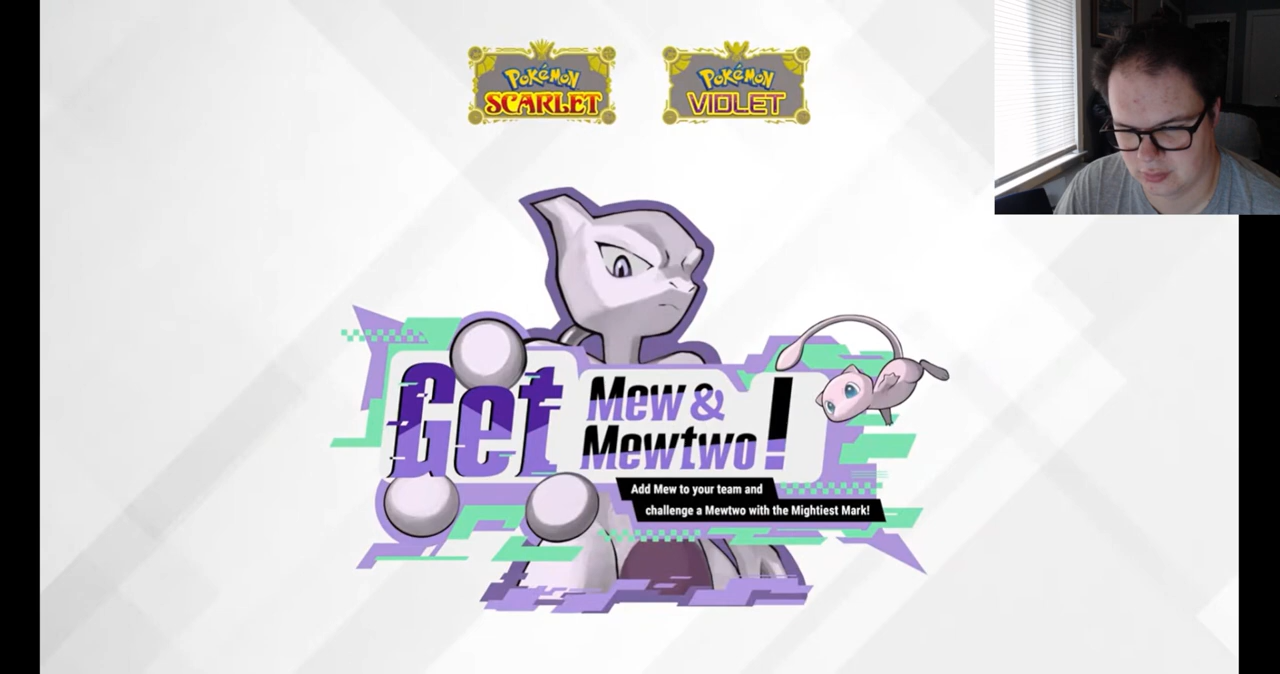 Pokémon
SCARLET
Pokémon
VIOLET
Get
Mew &
Mewtwo!
Add Mew to your team and
challenge a Mewtwo with the Mightiest Mark!